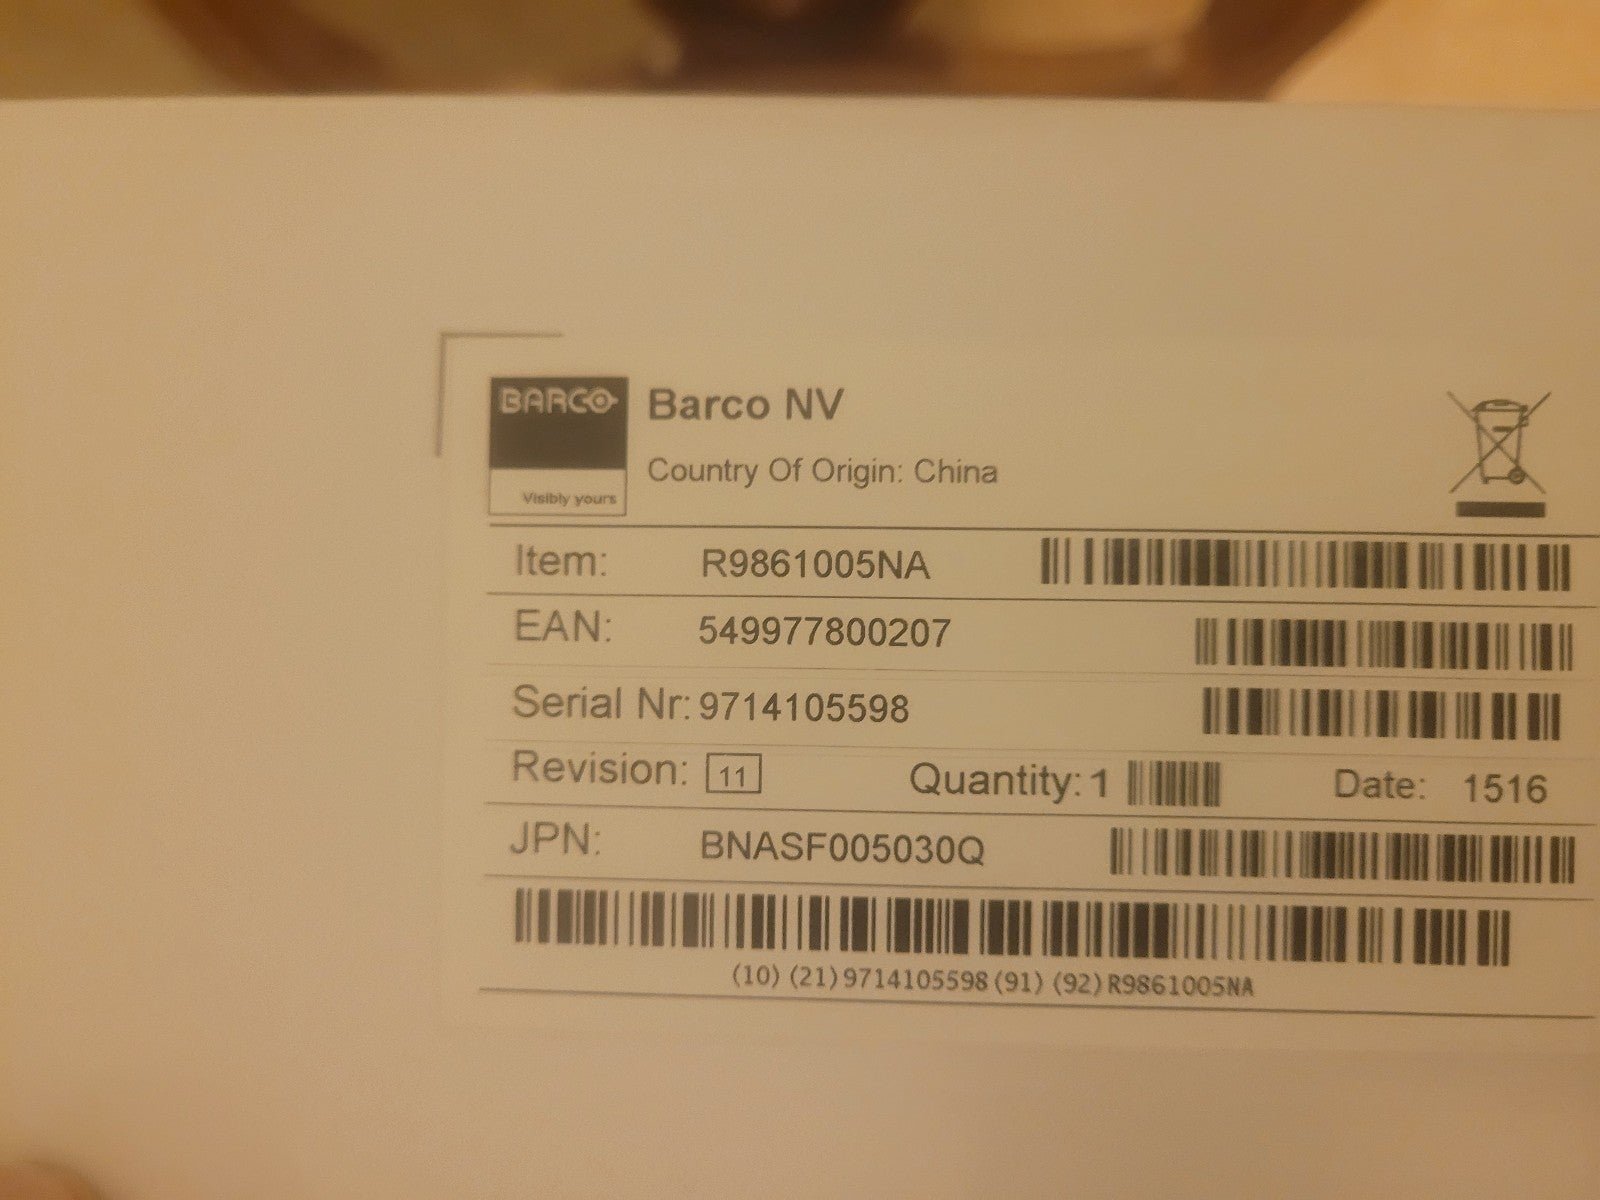 BARCO
Visibly yours
Barco NV
Country Of Origin: China
Item: R9861005NA
EAN: 549977800207
Serial Nr: 9714105598
Revision: 11 Quantity: 1 Date: 1516
JPN: BNASF005030Q
(10) (21) 9714105598 (91) (92) R9861005NA